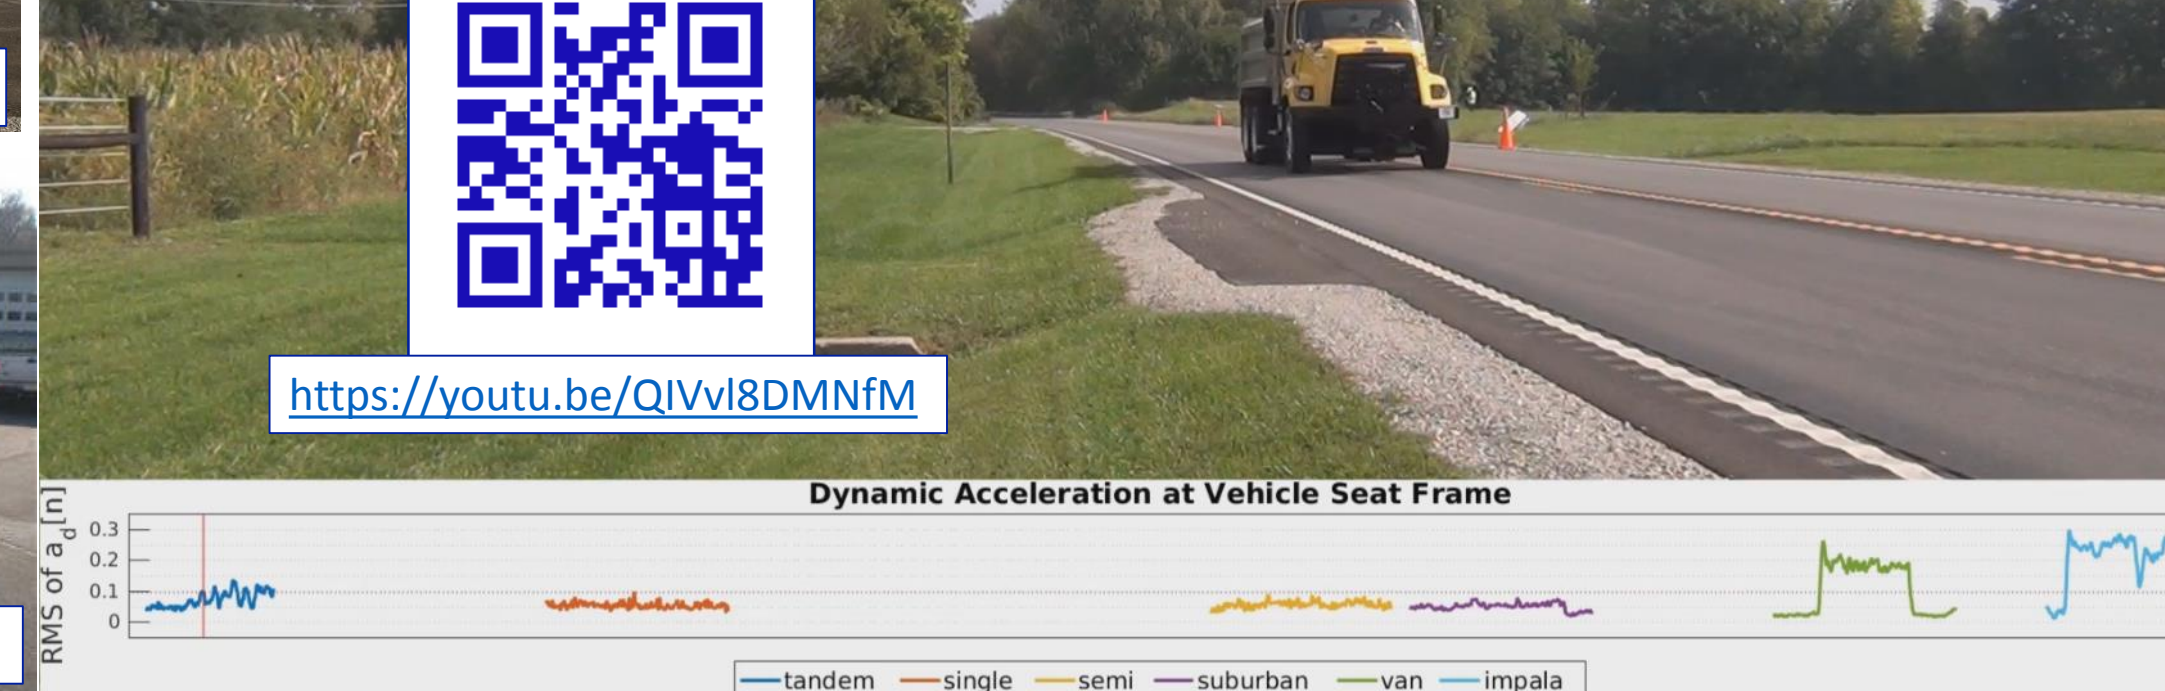 https://youtu.be/QIVvl8DMNfM
Dynamic Acceleration at Vehicle Seat Frame
RMS of a_d[n]
0.3
0.2
0.1
0
tandem single semi suburban van impala